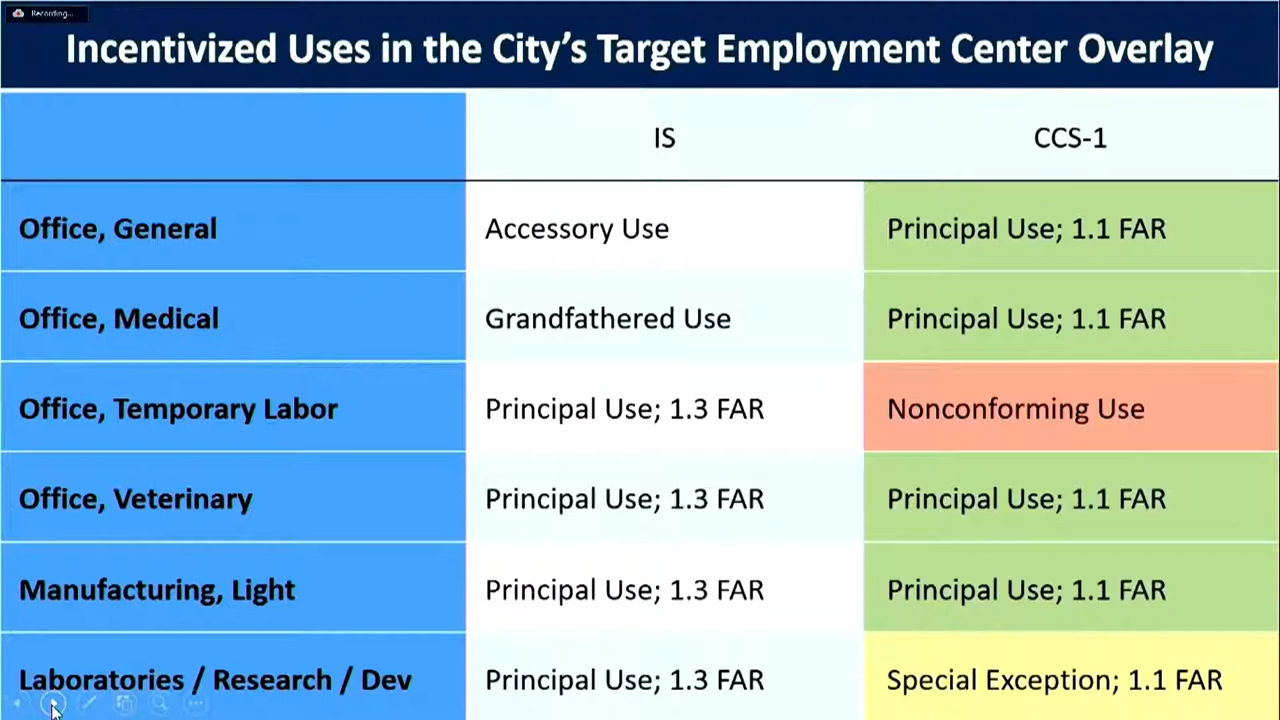 Recording...
Incentivized Uses in the City's Target Employment Center Overlay
IS CCS-1
Office, General Accessory Use Principal Use; 1.1 FAR
Office, Medical Grandfathered Use Principal Use; 1.1 FAR
Office, Temporary Labor Principal Use; 1.3 FAR Nonconforming Use
Office, Veterinary Principal Use; 1.3 FAR Principal Use; 1.1 FAR
Manufacturing, Light Principal Use; 1.3 FAR Principal Use; 1.1 FAR
Laboratories / Research / Dev Principal Use; 1.3 FAR Special Exception; 1.1 FAR